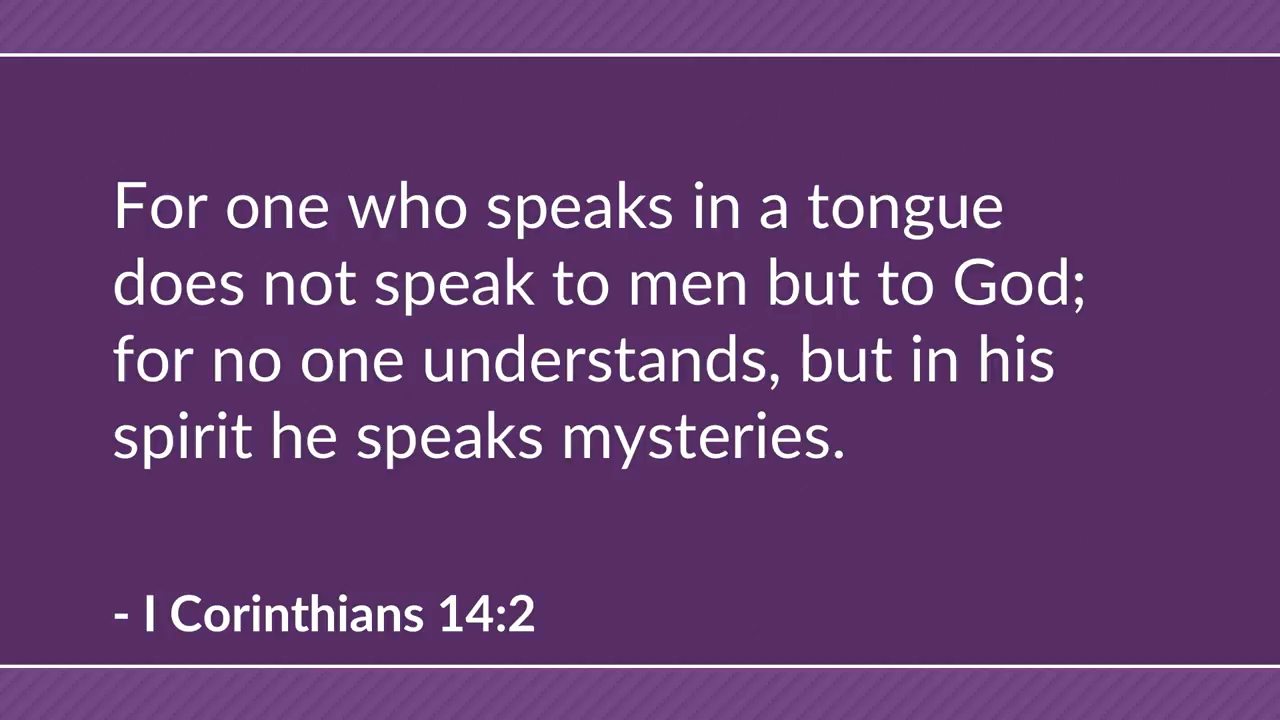 For one who speaks in a tongue
does not speak to men but to God;
for no one understands, but in his
spirit he speaks mysteries.
- I Corinthians 14:2